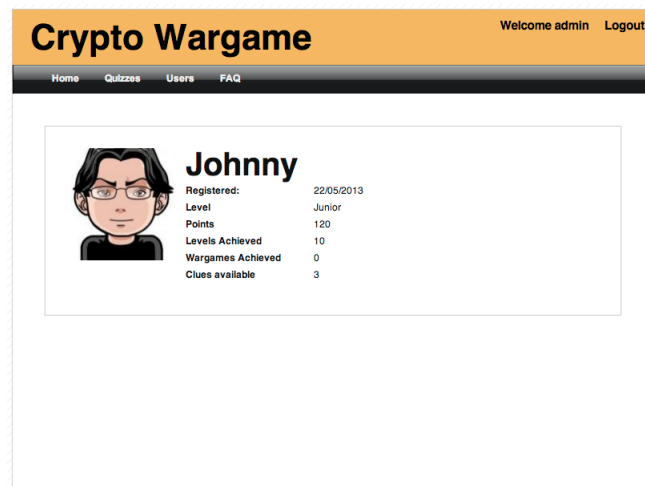 Crypto Wargame
Welcome admin Logout
Home Quizzes Users FAQ
Johnny
Registered: 22/05/2013
Level Junior
Points 120
Levels Achieved 10
Wargames Achieved 0
Clues available 3